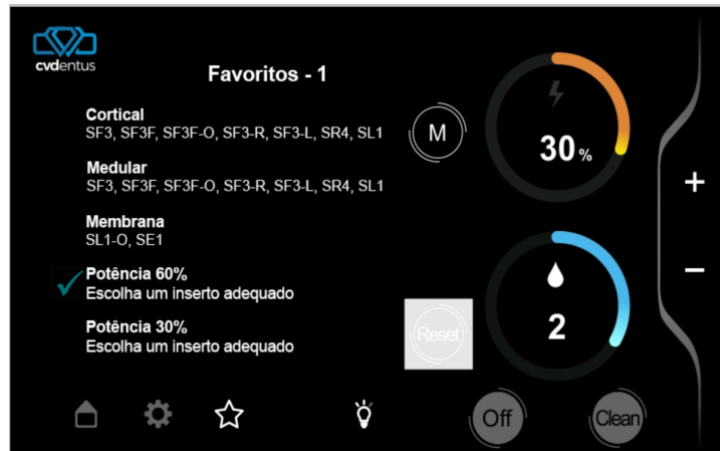 cvdentus
Favoritos - 1
Cortical
SF3, SF3F, SF3F-O, SF3-R, SF3-L, SR4, SL1
Medular
SF3, SF3F, SF3F-O, SF3-R, SF3-L, SR4, SL1
Membrana
SL1-O, SE1
Potência 60%
Escolha um inserto adequado
Potência 30%
Escolha um inserto adequado
M
30%
+
−
2
Reset
Off
Clean